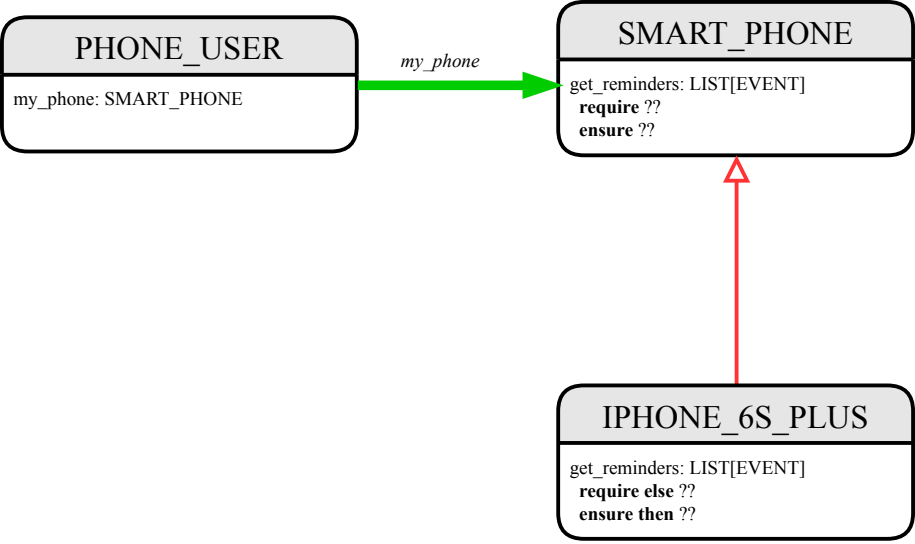 PHONE_USER
my_phone: SMART_PHONE
my_phone
SMART_PHONE
get_reminders: LIST[EVENT]
require ??
ensure ??
IPHONE_6S_PLUS
get_reminders: LIST[EVENT]
require else ??
ensure then ??